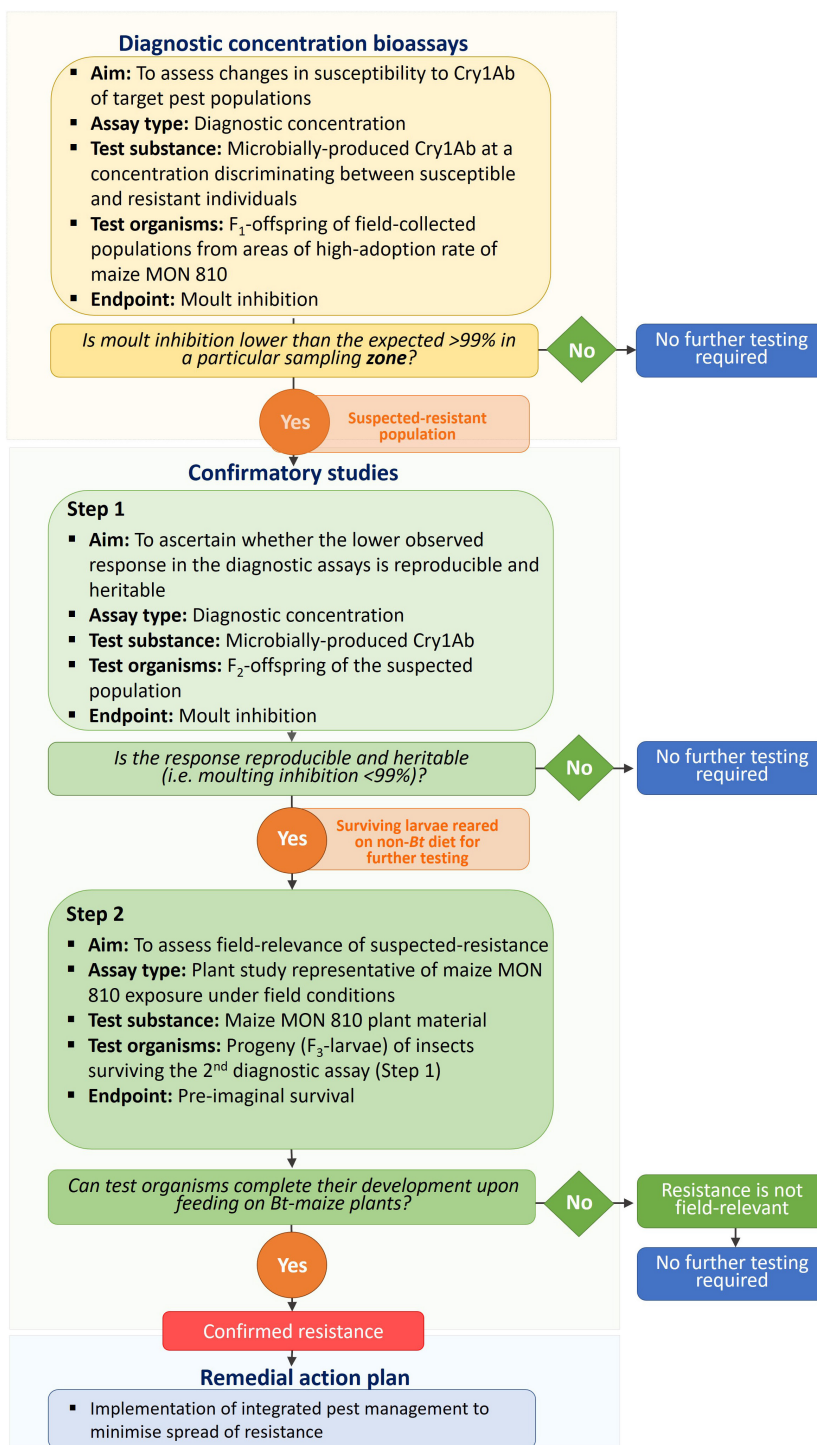 Diagnostic concentration bioassays
▪ Aim: To assess changes in susceptibility to Cry1Ab
of target pest populations
▪ Assay type: Diagnostic concentration
▪ Test substance: Microbially-produced Cry1Ab at a
concentration discriminating between susceptible
and resistant individuals
▪ Test organisms: F₁-offspring of field-collected
populations from areas of high-adoption rate of
maize MON 810
▪ Endpoint: Moult inhibition
Is moult inhibition lower than the expected >99% in
a particular sampling zone?
No
No further testing
required
Yes
Suspected-resistant
population
Confirmatory studies
Step 1
▪ Aim: To ascertain whether the lower observed
response in the diagnostic assays is reproducible and
heritable
▪ Assay type: Diagnostic concentration
▪ Test substance: Microbially-produced Cry1Ab
▪ Test organisms: F₂-offspring of the suspected
population
▪ Endpoint: Moult inhibition
Is the response reproducible and heritable
(i.e. moulting inhibition <99%)?
No
No further testing
required
Yes
Surviving larvae reared
on non-Bt diet for
further testing
Step 2
▪ Aim: To assess field-relevance of suspected-resistance
▪ Assay type: Plant study representative of maize MON
810 exposure under field conditions
▪ Test substance: Maize MON 810 plant material
▪ Test organisms: Progeny (F₃-larvae) of insects
surviving the 2ⁿᵈ diagnostic assay (Step 1)
▪ Endpoint: Pre-imaginal survival
Can test organisms complete their development upon
feeding on Bt-maize plants?
No
Resistance is not
field-relevant
No further testing
required
Yes
Confirmed resistance
Remedial action plan
▪ Implementation of integrated pest management to
minimise spread of resistance